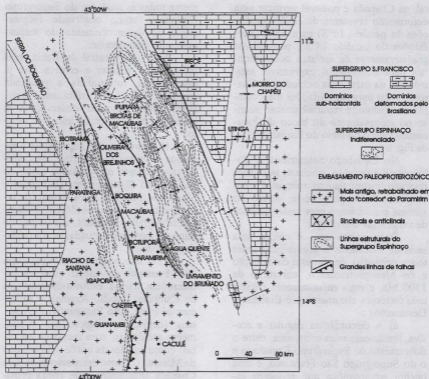 43°00'
11°S
SERRA DO BOQUEIRÃO
IRECÊ
MORRO DO
CHAPÉU
IPUPIARA
BROTAS DE
MACAÚBAS
UTINGA
IBOTIRAMA
OLIVEIRA
DOS
BREJINHOS
PARATINGA
BOQUIRA
MACAÚBAS
BOTUPORÃ
ÁGUA QUENTE
PARAMIRIM
RIACHO DE
SANTANA
LIVRAMENTO
DO BRUMADO
IGAPORÃ
CAETITÉ
14°S
GUANAMBI
CACULÉ
0 40 80 km
43°00'
SUPERGRUPO S.FRANCISCO
Domínios
sub-horizontais
Domínios
deformados pelo
Brasiliano
SUPERGRUPO ESPINHAÇO
Indiferenciado
EMBASAMENTO PALEOPROTEROZÓICO
Mais antigo, retrabalhado em
todo "corredor" do Paramirim
Sinclinais e anticlinais
Linhas estruturais do
Supergrupo Espinhaço
Grandes linhas de falhas